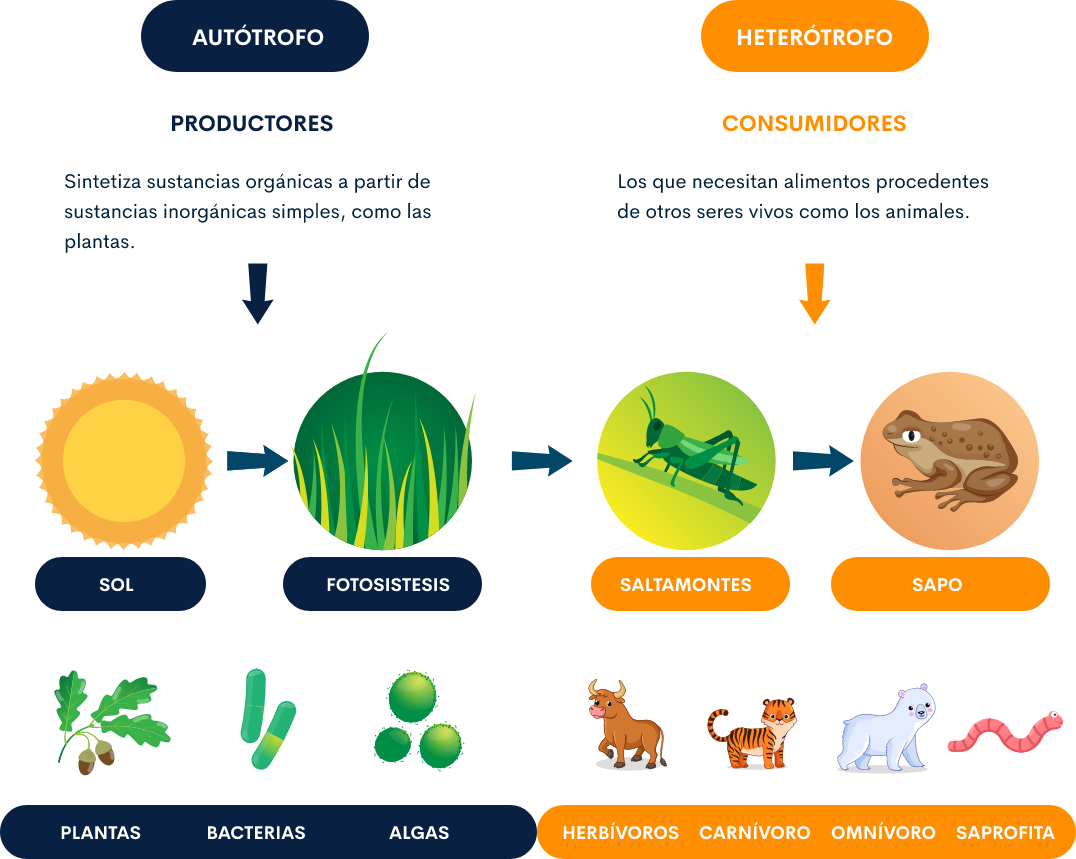 AUTÓTROFO
HETERÓTROFO
PRODUCTORES
CONSUMIDORES
Sintetiza sustancias orgánicas a partir de
sustancias inorgánicas simples, como las
plantas.
Los que necesitan alimentos procedentes
de otros seres vivos como los animales.
SOL
FOTOSISTESIS
SALTAMONTES
SAPO
PLANTAS
BACTERIAS
ALGAS
HERBÍVOROS
CARNÍVORO
OMNÍVORO
SAPROFITA